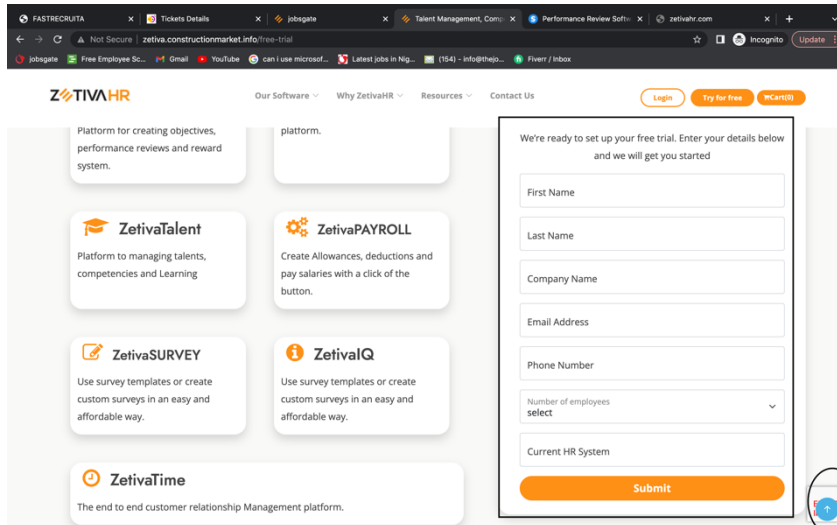 FASTRECRUITA
Tickets Details
jobsgate
Talent Management, Comp
Performance Review Softw
zetivahr.com
Not Secure
zetiva.constructionmarket.info/free-trial
Incognito
Update
jobsgate
Free Employee Sc...
Gmail
YouTube
can i use microsof...
Latest jobs in Nig...
(154) - info@thejo...
Fiverr / Inbox
ZETIVAHR
Our Software
Why ZetivaHR
Resources
Contact Us
Login
Try for free
Cart(0)
Platform for creating objectives,
performance reviews and reward
system.
platform.
ZetivaTalent
Platform to managing talents,
competencies and Learning
ZetivaPAYROLL
Create Allowances, deductions and
pay salaries with a click of the
button.
ZetivaSURVEY
Use survey templates or create
custom surveys in an easy and
affordable way.
ZetivaIQ
Use survey templates or create
custom surveys in an easy and
affordable way.
ZetivaTime
The end to end customer relationship Management platform.
We're ready to set up your free trial. Enter your details below
and we will get you started
First Name
Last Name
Company Name
Email Address
Phone Number
Number of employees
select
Current HR System
Submit